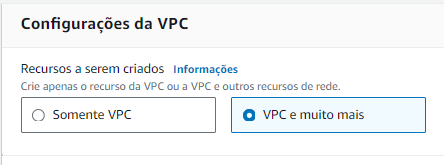 Configurações da VPC
Recursos a serem criados Informações
Crie apenas o recurso da VPC ou a VPC e outros recursos de rede.
Somente VPC
VPC e muito mais